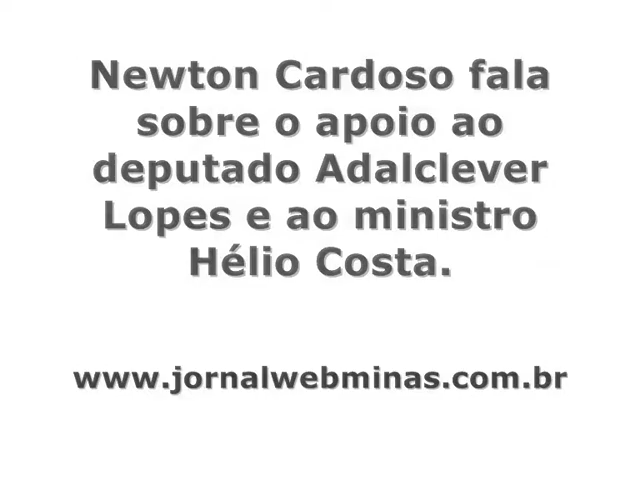 Newton Cardoso fala
sobre o apoio ao
deputado Adalclever
Lopes e ao ministro
Hélio Costa.
www.jornalwebminas.com.br